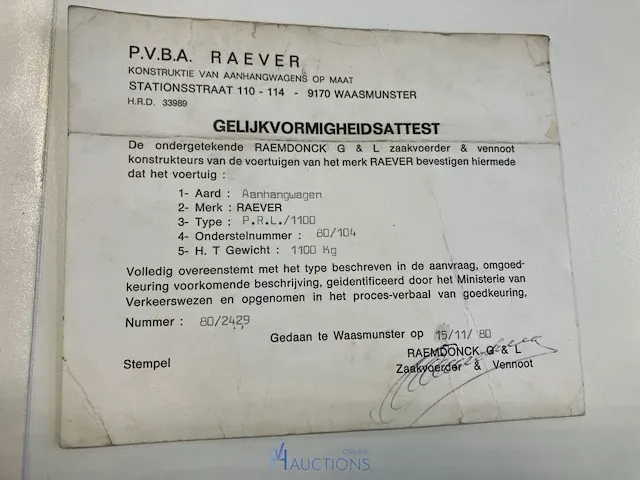 P.V.B.A. RAEVER
KONSTRUKTIE VAN AANHANGWAGENS OP MAAT
STATIONSSTRAAT 110 - 114 - 9170 WAASMUNSTER
H.R.D. 33989
GELIJKVORMIGHEIDSATTEST
De ondergetekende RAEMDONCK G & L zaakvoerder & vennoot
konstrukteurs van de voertuigen van het merk RAEVER bevestigen hiermede
dat het voertuig :
1- Aard : Aanhangwagen
2- Merk : RAEVER
3- Type : P.R.L./1100
4- Onderstelnummer : 80/104
5- H. T Gewicht : 1100 Kg
Volledig overeenstemt met het type beschreven in de aanvraag, omgoed-
keuring voorkomende beschrijving, geidentificeerd door het Ministerie van
Verkeerswezen en opgenomen in het proces-verbaal van goedkeuring,
Nummer : 80/2429
Gedaan te Waasmunster op 15/11/ 80
RAEMDONCK G & L
Stempel Zaakvoerder & Vennoot
ONLINE
AUCTIONS